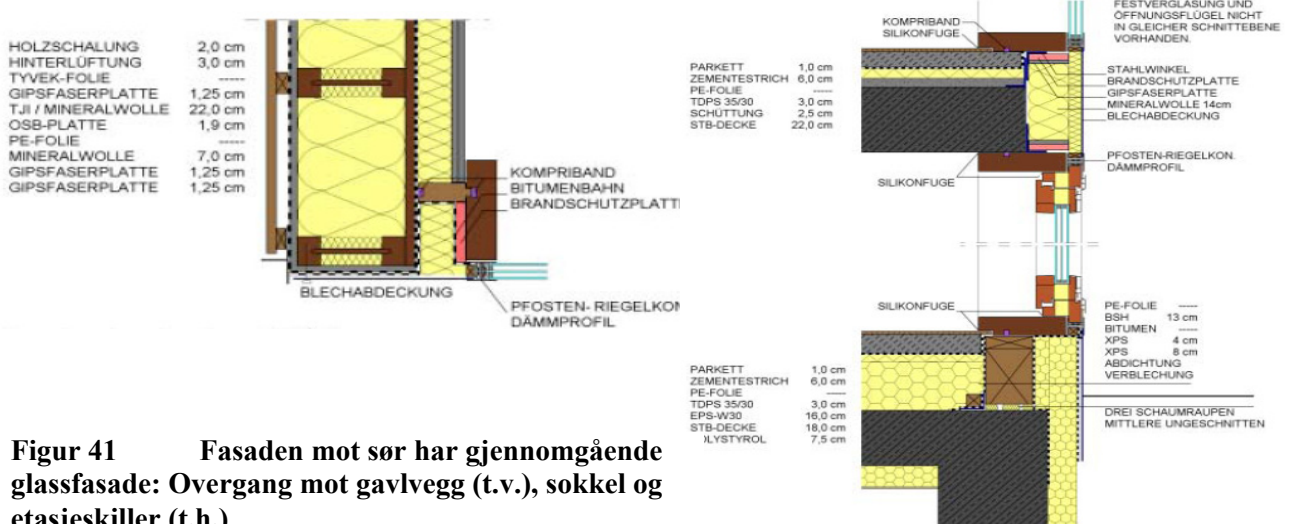 HOLZSCHALUNG 2,0 cm
HINTERLÜFTUNG 3,0 cm
TYVEK-FOLIE -----
GIPSFASERPLATTE 1,25 cm
TJI / MINERALWOLLE 22,0 cm
OSB-PLATTE 1,9 cm
PE-FOLIE -----
MINERALWOLLE 7,0 cm
GIPSFASERPLATTE 1,25 cm
GIPSFASERPLATTE 1,25 cm
KOMPRIBAND
BITUMENBAHN
BRANDSCHUTZPLATT
BLECHABDECKUNG
PFOSTEN- RIEGELKON
DÄMMPROFIL
FESTVERGLASUNG UND
ÖFFNUNGSFLÜGEL NICHT
IN GLEICHER SCHNITTEBENE
VORHANDEN.
KOMPRIBAND
SILIKONFUGE
PARKETT 1,0 cm
ZEMENTESTRICH 6,0 cm
PE-FOLIE -----
TDPS 35/30 3,0 cm
SCHÜTTUNG 2,5 cm
STB-DECKE 22,0 cm
STAHLWINKEL
BRANDSCHUTZPLATTE
GIPSFASERPLATTE
MINERALWOLLE 14cm
BLECHABDECKUNG
PFOSTEN-RIEGELKON.
DÄMMPROFIL
SILIKONFUGE
SILIKONFUGE
PE-FOLIE -----
BSH 13 cm
BITUMEN -----
XPS 4 cm
XPS 8 cm
ABDICHTUNG
VERBLECHUNG
PARKETT 1,0 cm
ZEMENTESTRICH 6,0 cm
PE-FOLIE -----
TDPS 35/30 3,0 cm
EPS-W30 16,0 cm
STB-DECKE 18,0 cm
OLYSTYROL 7,5 cm
DREI SCHAUMRAUPEN
MITTLERE UNGESCHNITTEN
Figur 41 Fasaden mot sør har gjennomgående
glassfasade: Overgang mot gavlvegg (t.v.), sokkel og
etasjeskiller (t.h.)